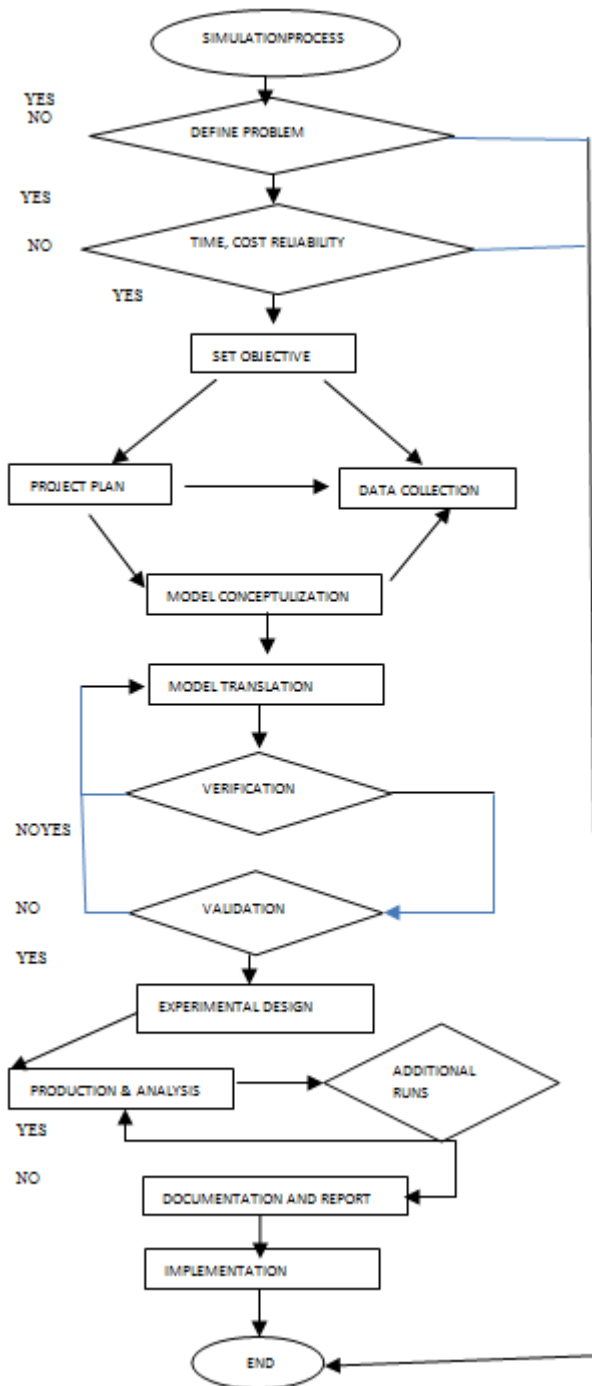 SIMULATIONPROCESS
YES
NO
DEFINE PROBLEM
YES
NO
TIME, COST RELIABILITY
YES
SET OBJECTIVE
PROJECT PLAN
DATA COLLECTION
MODEL CONCEPTULIZATION
MODEL TRANSLATION
VERIFICATION
NOYES
NO
VALIDATION
YES
EXPERIMENTAL DESIGN
PRODUCTION & ANALYSIS
ADDITIONAL
RUNS
YES
NO
DOCUMENTATION AND REPORT
IMPLEMENTATION
END